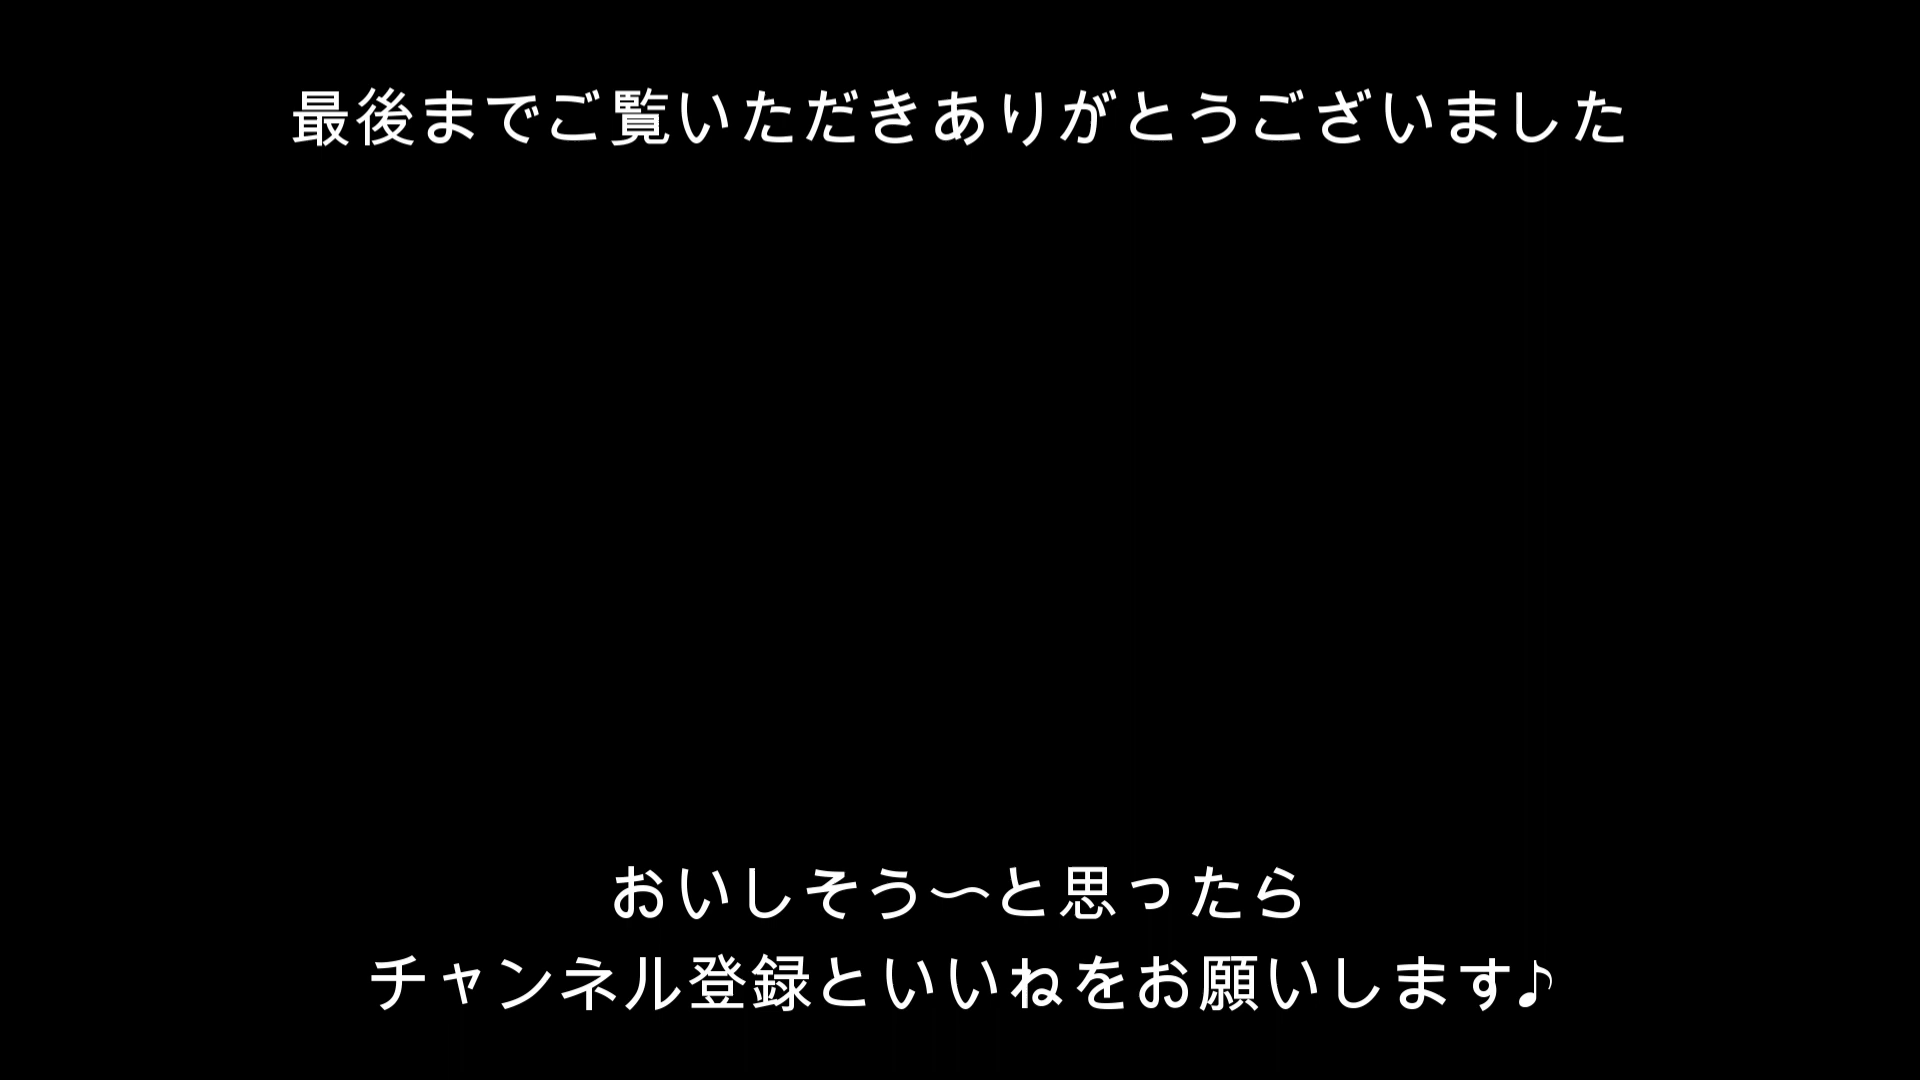 最後までご覧いただきありがとうございました
おいしそう〜と思ったら
チャンネル登録といいねをお願いします♪